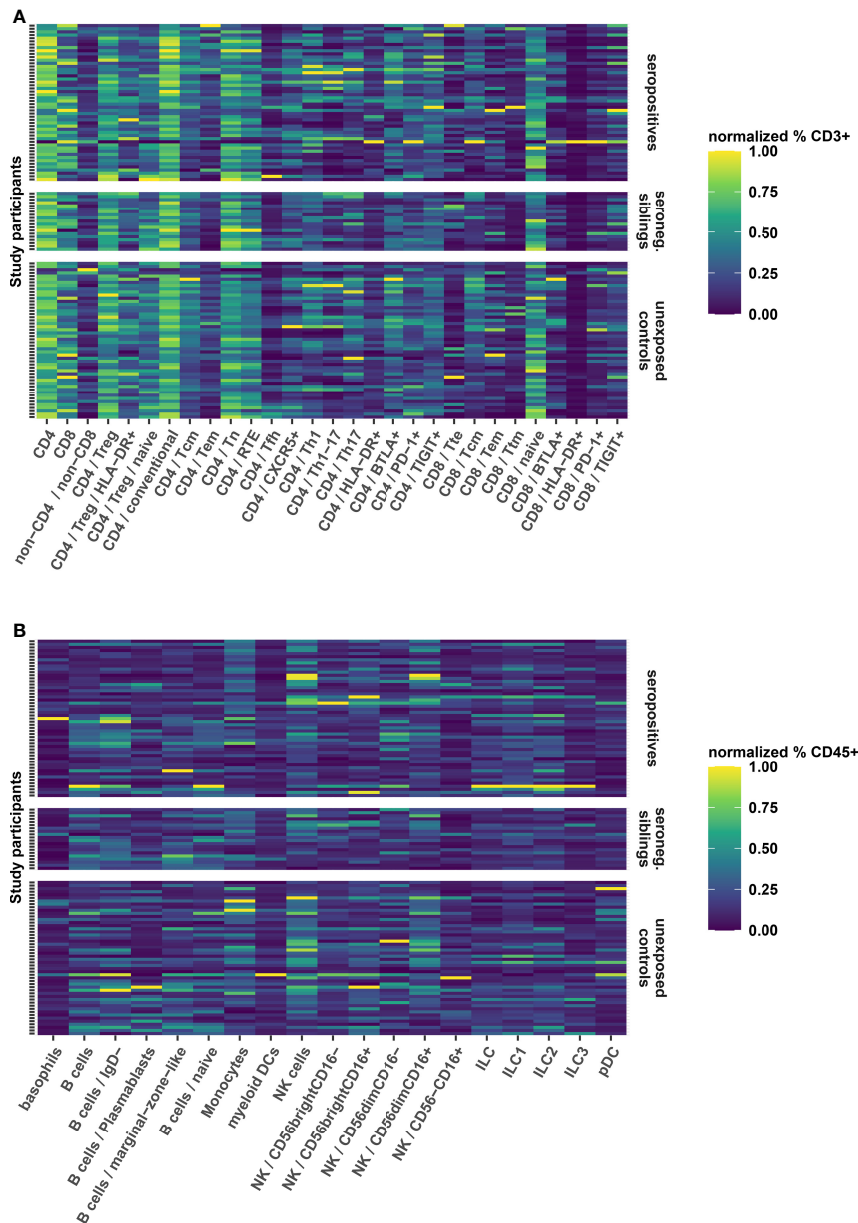 A
Study participants
seropositives
seroneg.
siblings
unexposed
controls
normalized % CD3+
1.00
0.75
0.50
0.25
0.00
CD4
CD8
non−CD4 / non−CD8
CD4 / Treg
CD4 / Treg / HLA−DR+
CD4 / Treg / naive
CD4 / conventional
CD4 / Tcm
CD4 / Tem
CD4 / Tn
CD4 / RTE
CD4 / Tfh
CD4 / CXCR5+
CD4 / Th1
CD4 / Th1−17
CD4 / Th17
CD4 / HLA−DR+
CD4 / BTLA+
CD4 / PD−1+
CD4 / TIGIT+
CD8 / Tte
CD8 / Tcm
CD8 / Tem
CD8 / Ttm
CD8 / naive
CD8 / BTLA+
CD8 / HLA−DR+
CD8 / PD−1+
CD8 / TIGIT+
B
Study participants
seropositives
seroneg.
siblings
unexposed
controls
normalized % CD45+
1.00
0.75
0.50
0.25
0.00
basophils
B cells
B cells / IgD−
B cells / Plasmablasts
B cells / marginal−zone−like
B cells / naive
Monocytes
myeloid DCs
NK cells
NK / CD56brightCD16−
NK / CD56brightCD16+
NK / CD56dimCD16−
NK / CD56dimCD16+
NK / CD56−CD16+
ILC
ILC1
ILC2
ILC3
pDC